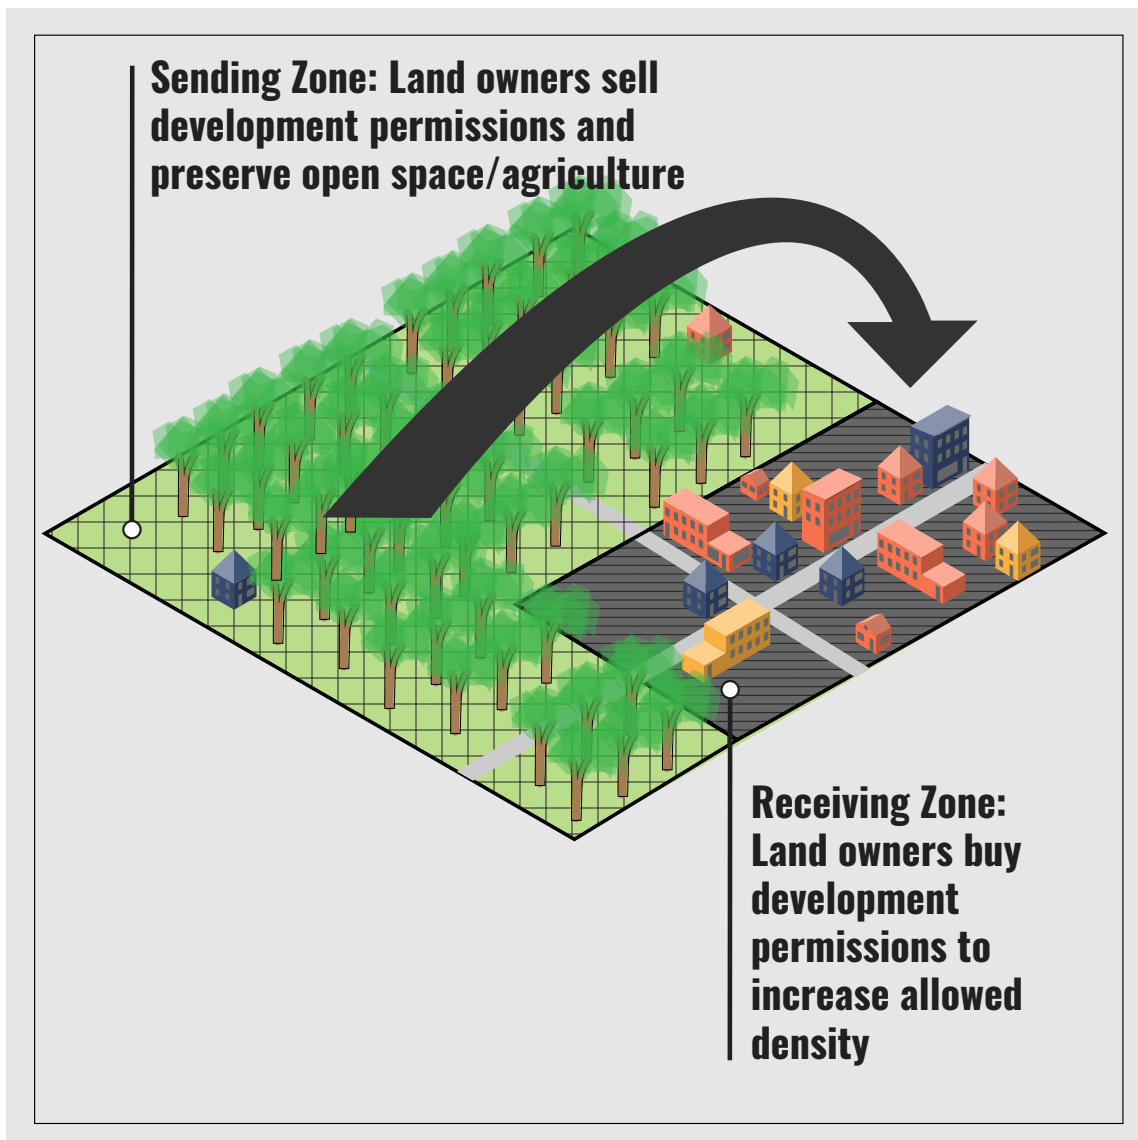 Sending Zone: Land owners sell
development permissions and
preserve open space/agriculture
Receiving Zone:
Land owners buy
development
permissions to
increase allowed
density